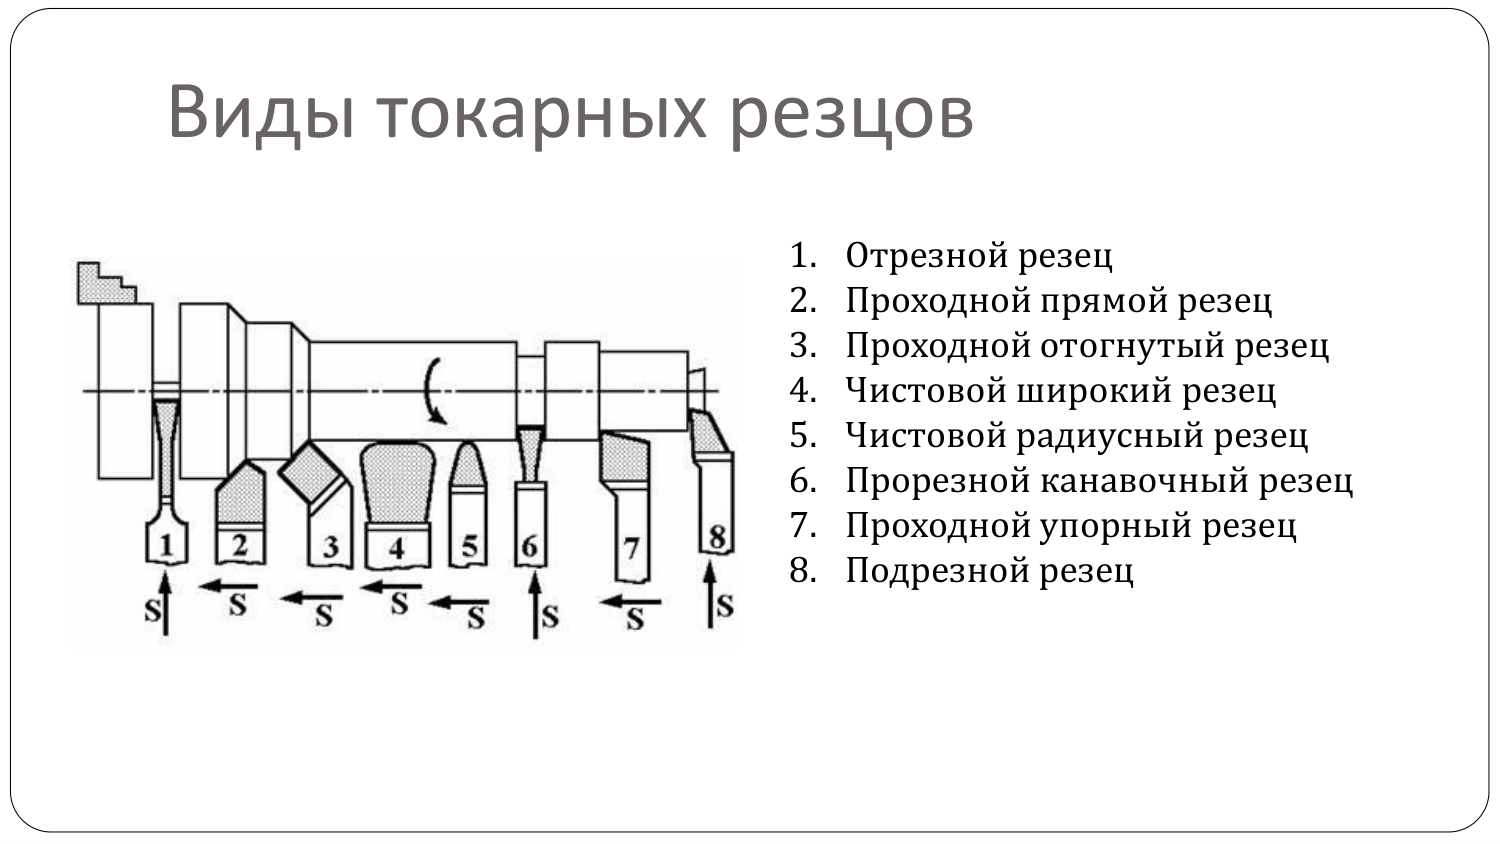 Виды токарных резцов
1. Отрезной резец
2. Проходной прямой резец
3. Проходной отогнутый резец
4. Чистовой широкий резец
5. Чистовой радиусный резец
6. Прорезной канавочный резец
7. Проходной упорный резец
8. Подрезной резец
1 2 3 4 5 6 7 8
S S S S S S S S